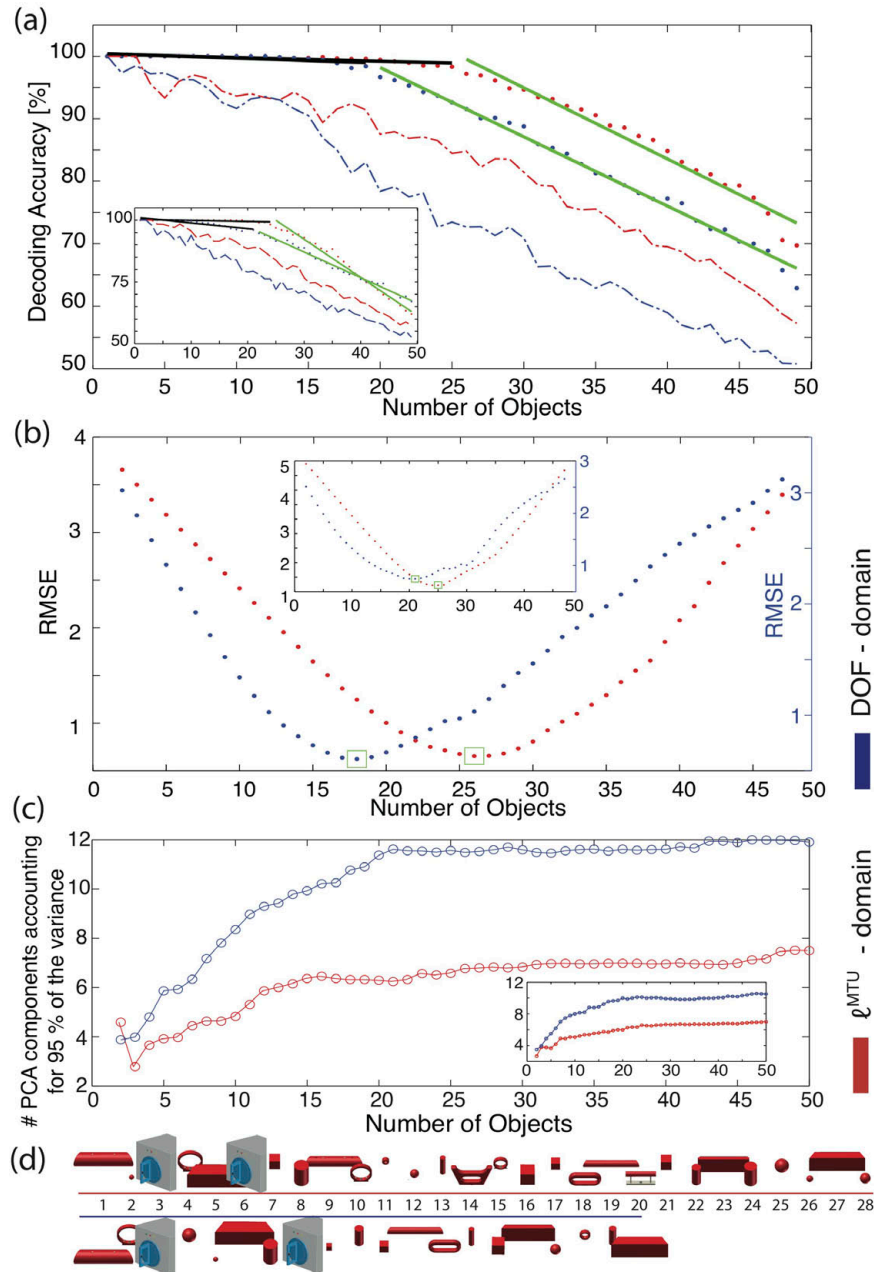 (a)
Decoding Accuracy [%]
100
90
80
70
60
50
100
75
50
0 10 20 30 40 50
0 5 10 15 20 25 30 35 40 45 50
Number of Objects
(b)
RMSE
4
3
2
1
5
4
3
2
1
3
2
1
0 10 20 30 40 50
3
2
1
RMSE
0 5 10 15 20 25 30 35 40 45 50
Number of Objects
DOF - domain
(c)
# PCA components accounting
for 95 % of the variance
12
10
8
6
4
2
12
8
4
0 10 20 30 40 50
0 5 10 15 20 25 30 35 40 45 50
Number of Objects
ℓMTU - domain
(d)
1 2 3 4 5 6 7 8 9 10 11 12 13 14 15 16 17 18 19 20 21 22 23 24 25 26 27 28